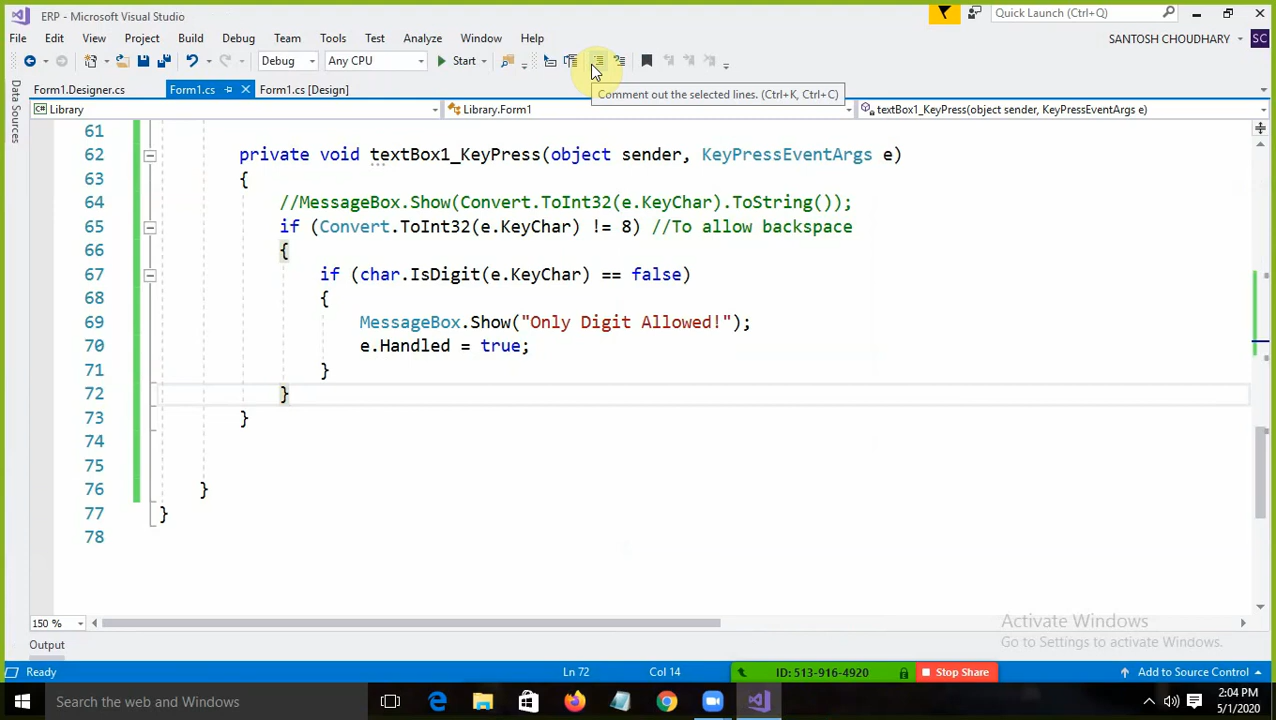 ERP - Microsoft Visual Studio
Quick Launch (Ctrl+Q)
File Edit View Project Build Debug Team Tools Test Analyze Window Help
SANTOSH CHOUDHARY SC
Debug Any CPU Start
Comment out the selected lines. (Ctrl+K, Ctrl+C)
Form1.Designer.cs Form1.cs Form1.cs [Design]
Library Library.Form1 textBox1_KeyPress(object sender, KeyPressEventArgs e)
Data Sources
61
62 private void textBox1_KeyPress(object sender, KeyPressEventArgs e)
63 {
64 //MessageBox.Show(Convert.ToInt32(e.KeyChar).ToString());
65 if (Convert.ToInt32(e.KeyChar) != 8) //To allow backspace
66 {
67 if (char.IsDigit(e.KeyChar) == false)
68 {
69 MessageBox.Show("Only Digit Allowed!");
70 e.Handled = true;
71 }
72 }
73 }
74
75
76 }
77 }
78
150 %
Activate Windows
Go to Settings to activate Windows.
Output
Ready Ln 72 Col 14 ID: 513-916-4920 Stop Share Add to Source Control
Search the web and Windows
2:04 PM
5/1/2020